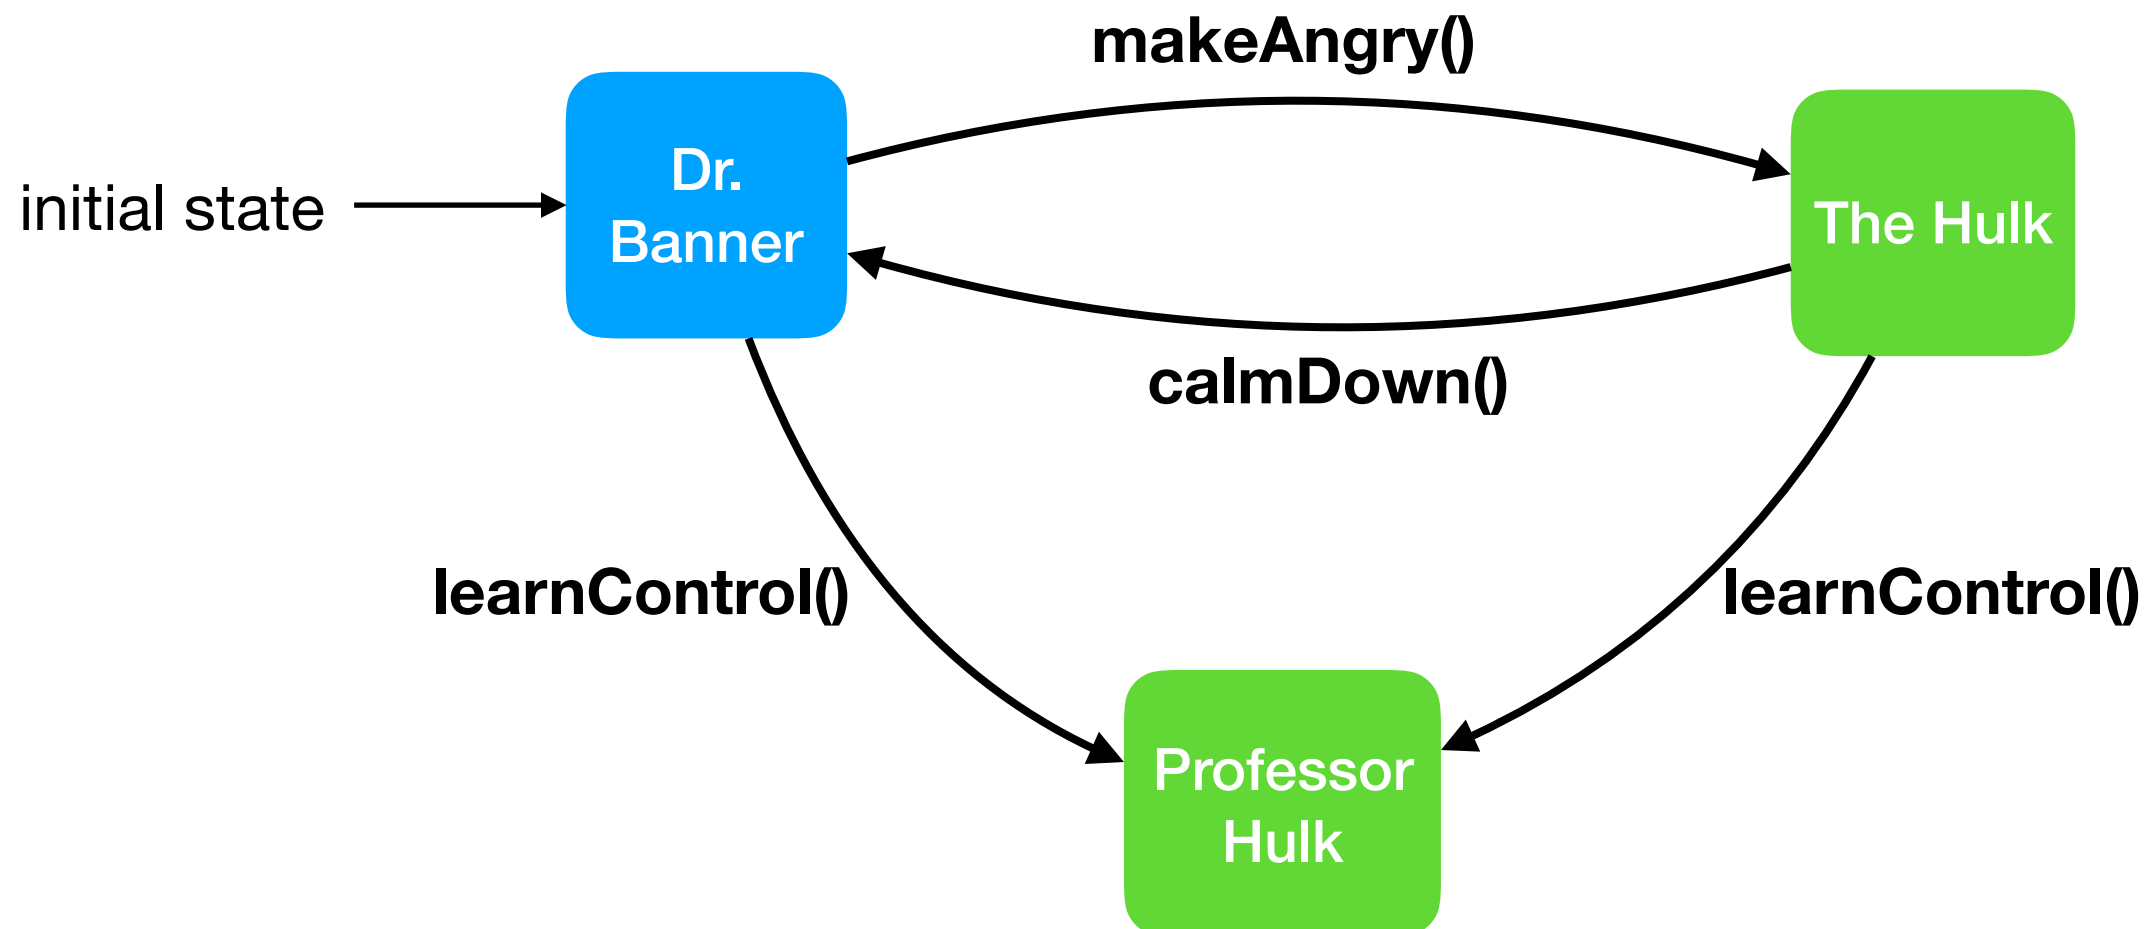 makeAngry()
initial state
Dr.
Banner
The Hulk
calmDown()
learnControl()
learnControl()
Professor
Hulk